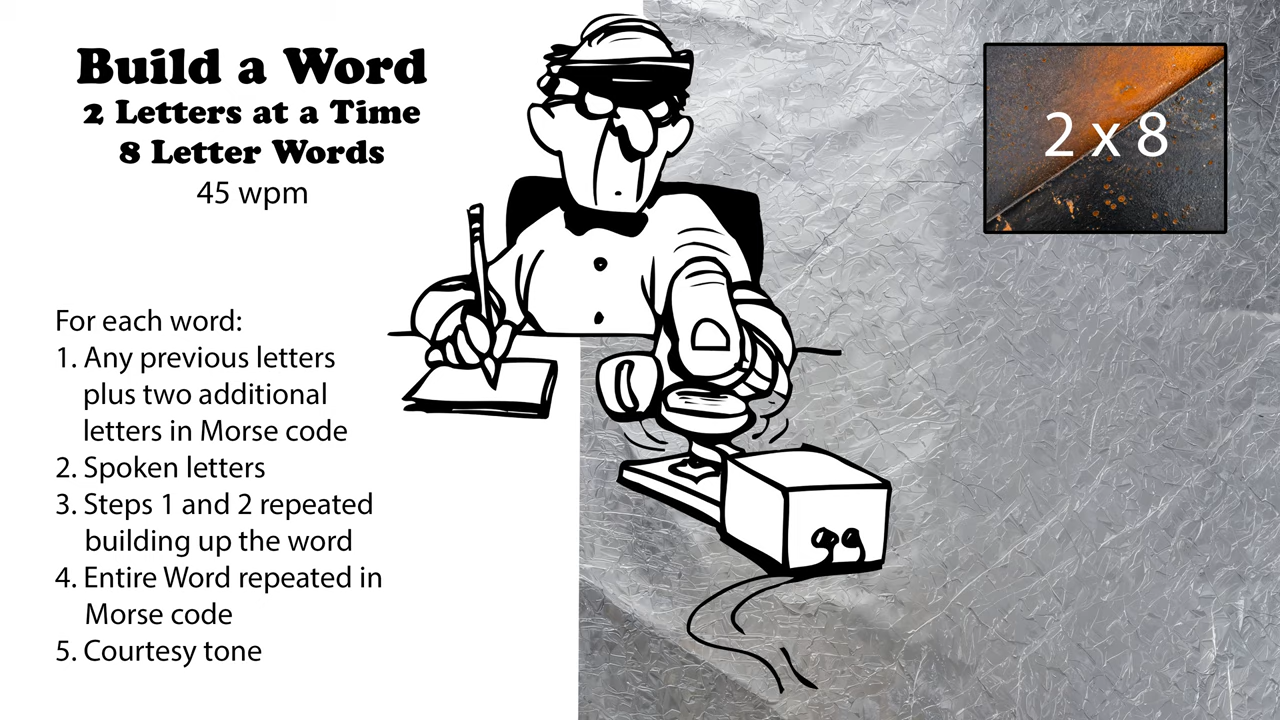 Build a Word
2 Letters at a Time
8 Letter Words
45 wpm
2 x 8
For each word:
1. Any previous letters
plus two additional
letters in Morse code
2. Spoken letters
3. Steps 1 and 2 repeated
building up the word
4. Entire Word repeated in
Morse code
5. Courtesy tone